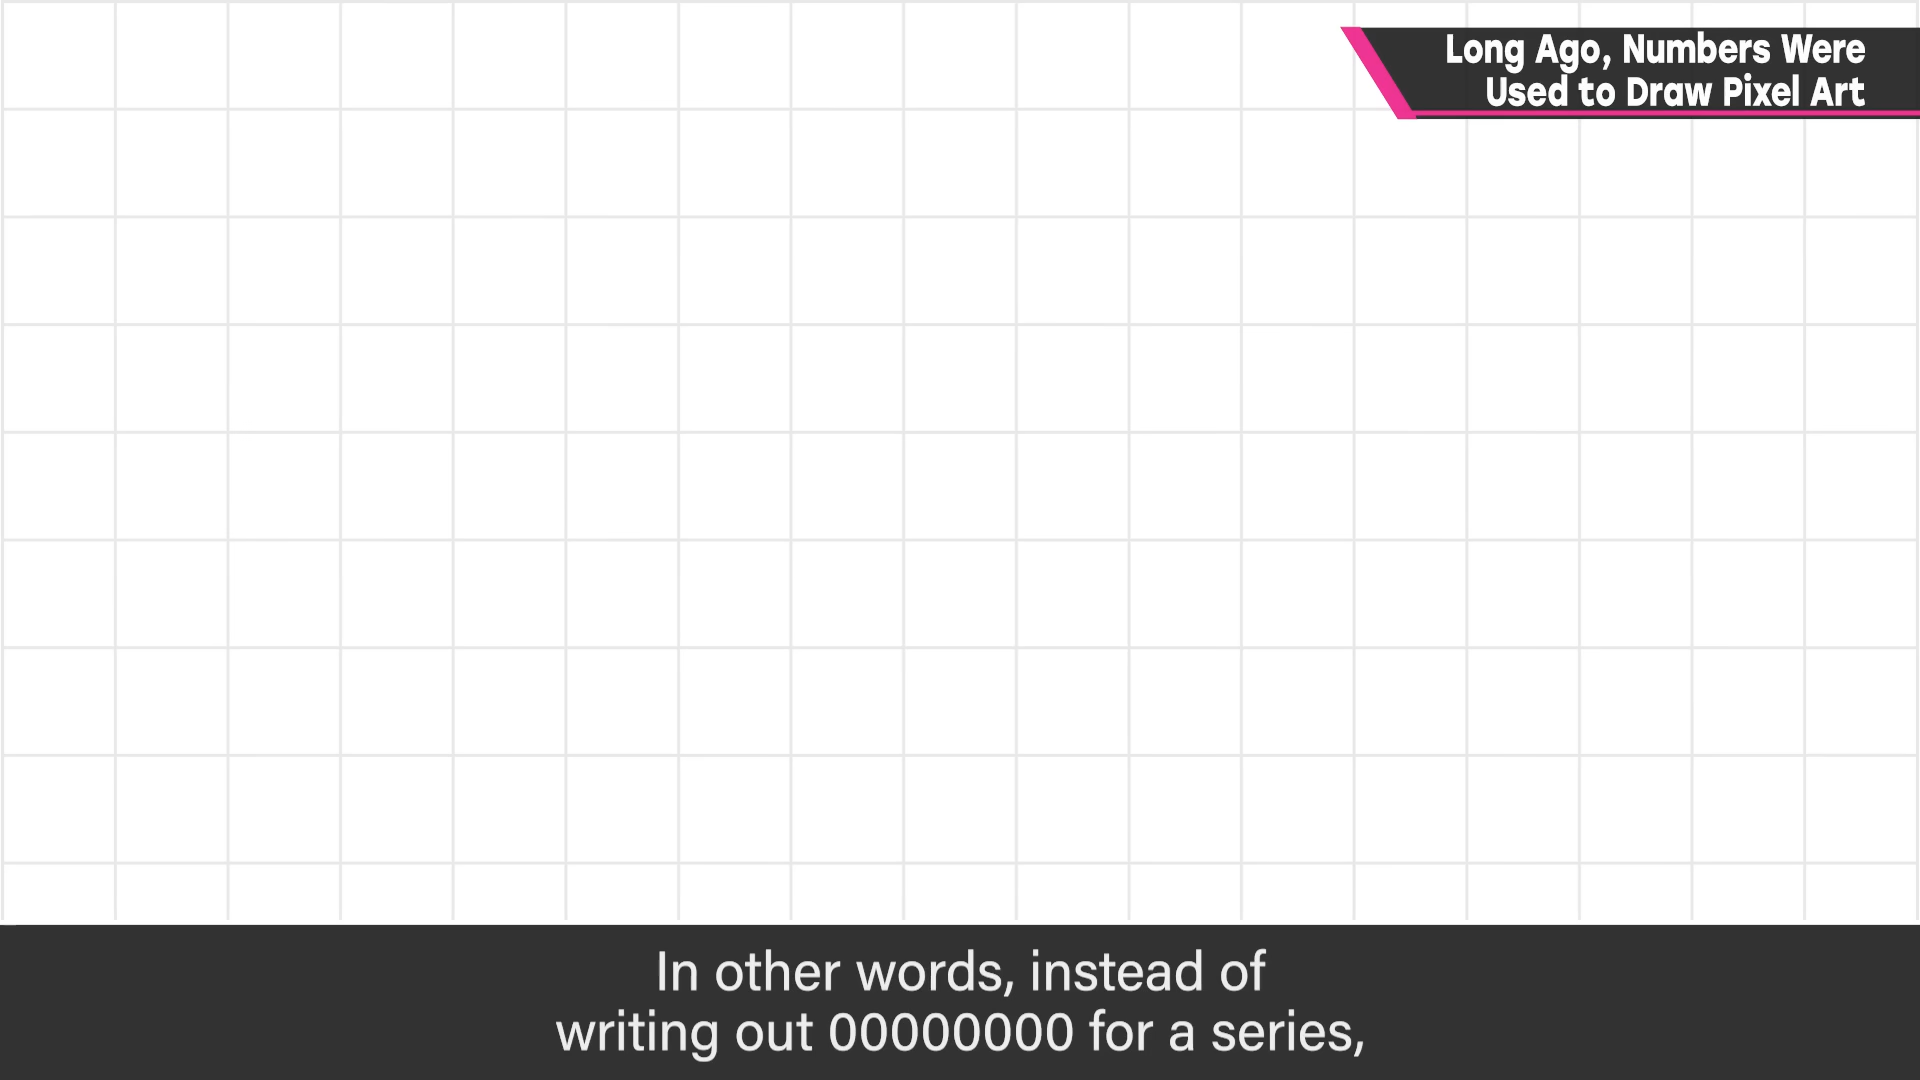 Long Ago, Numbers Were
Used to Draw Pixel Art
In other words, instead of
writing out 00000000 for a series,